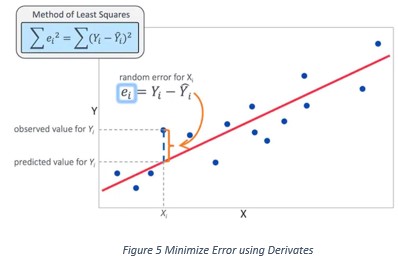 Method of Least Squares
∑eᵢ² = ∑(Yᵢ − Ŷᵢ)²
random error for Xᵢ
eᵢ = Yᵢ − Ŷᵢ
Y
observed value for Yᵢ
predicted value for Yᵢ
Xᵢ
X
Figure 5 Minimize Error using Derivates